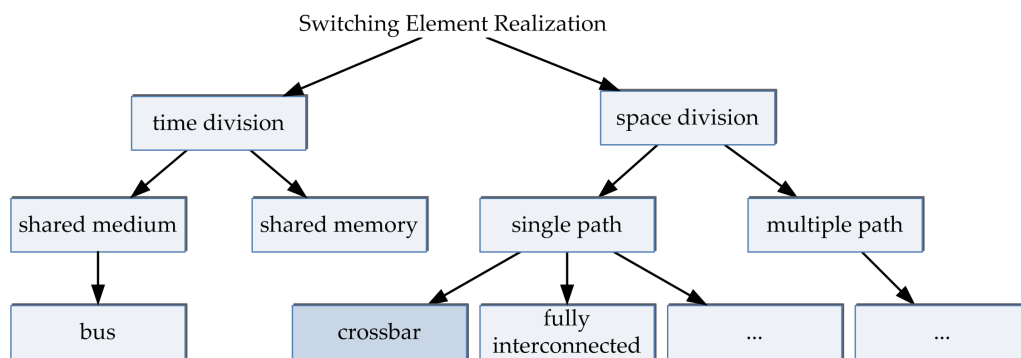 Switching Element Realization
time division
space division
shared medium
shared memory
single path
multiple path
bus
crossbar
fully
interconnected
...
...